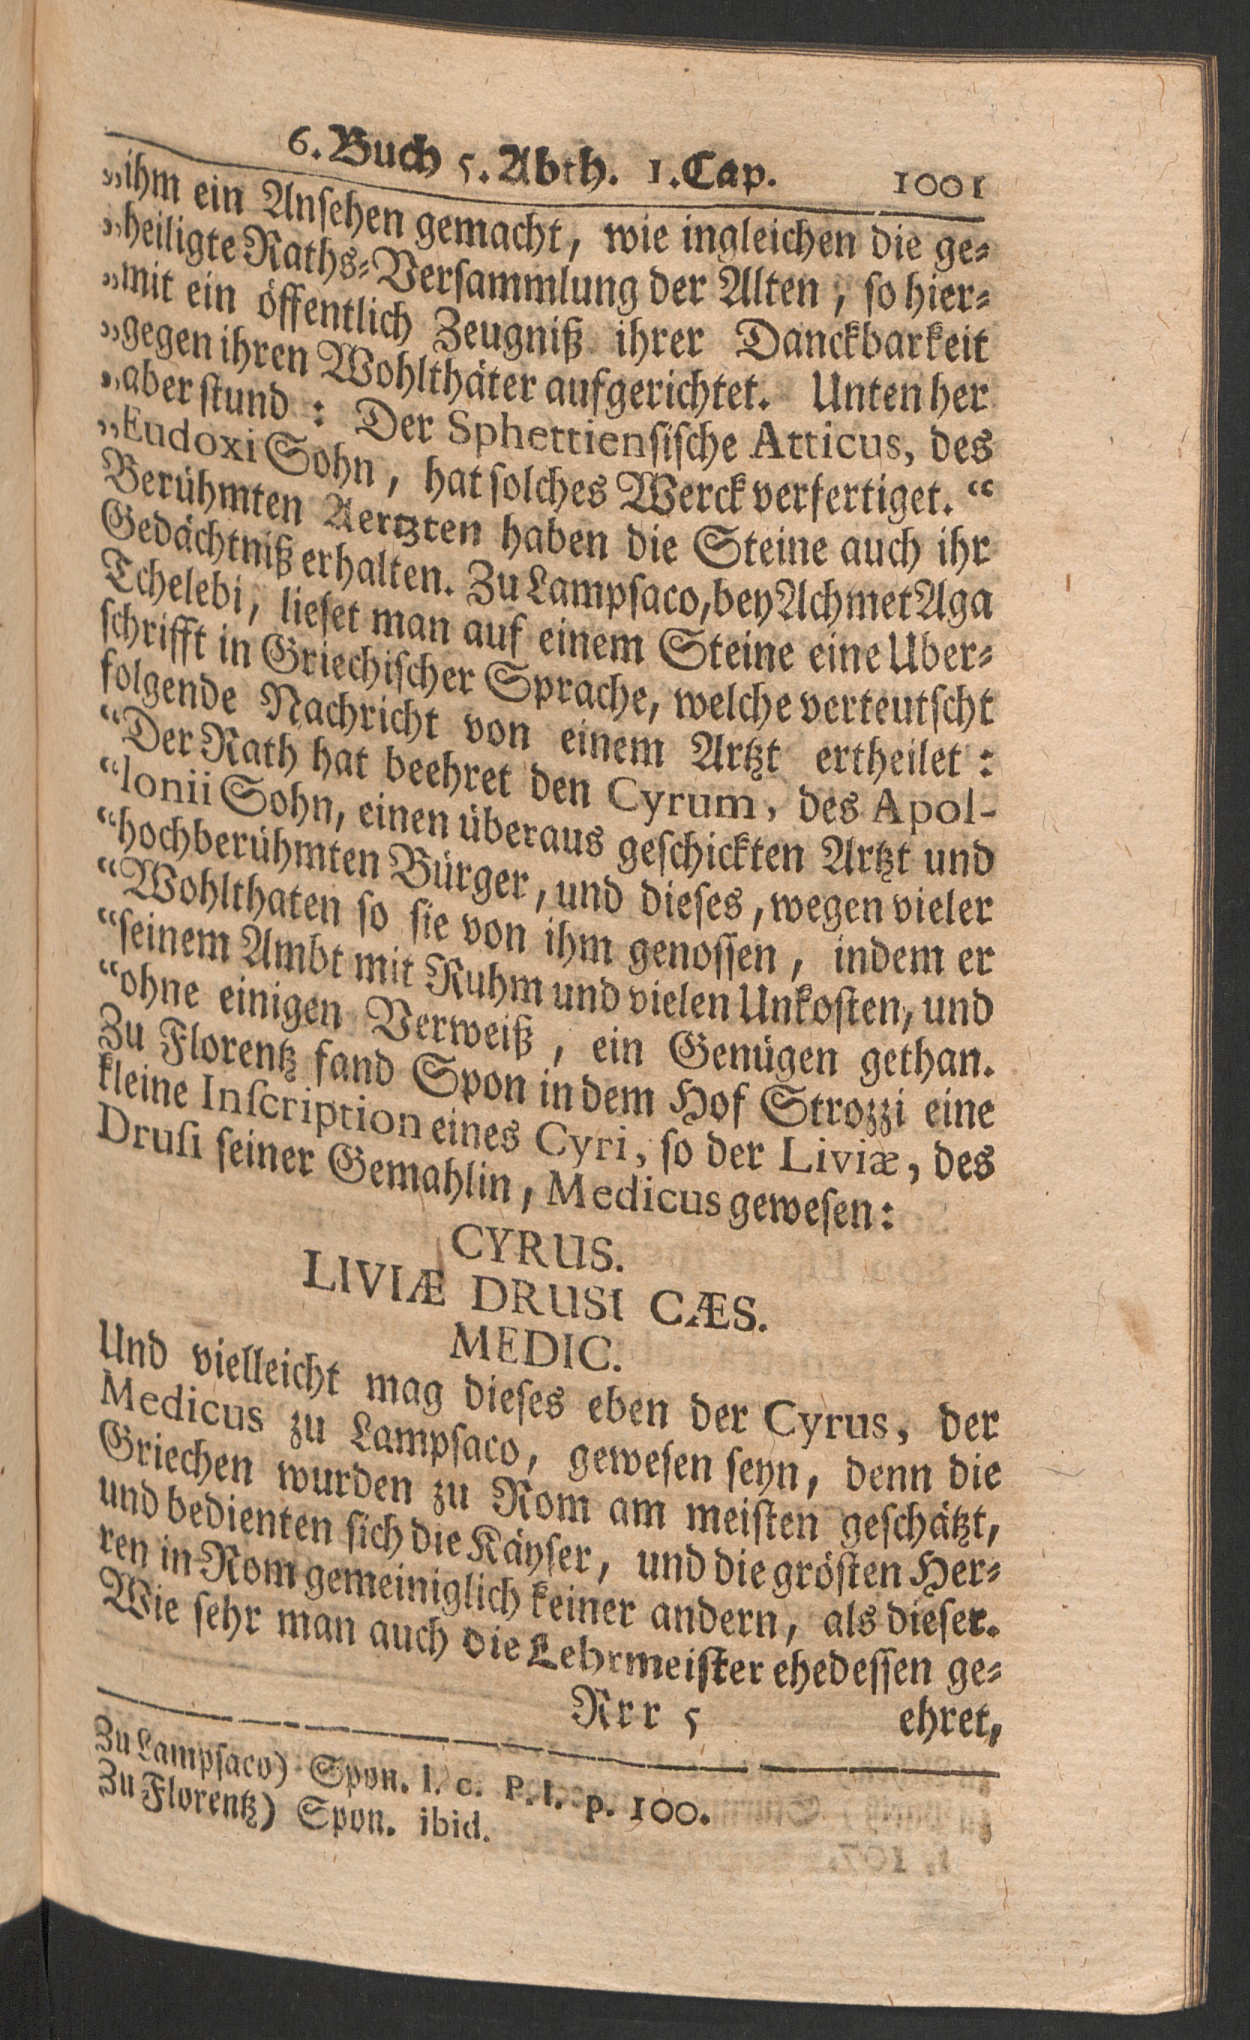 6. Buch 5. Abth. 1. Cap. 1001
„ihm ein Ansehen gemacht, wie ingleichen die ge-
„heiligte Raths-Versammlung der Alten, so hier-
„mit ein öffentlich Zeugniß ihrer Danckbarkeit
„gegen ihren Wohlthäter aufgerichtet. Unten her
„aber stund: Der Sphettiensische Atticus, des
„Eudoxi Sohn, hat solches Werck verfertiget. “
Berühmten Aertzten haben die Steine auch ihr
Gedächtniß erhalten. Zu Lampsaco, bey Achmet Aga
Tchelebi, lieset man auf einem Steine eine Uber-
schrifft in Griechischer Sprache, welche verteutscht
folgende Nachricht von einem Artzt ertheilet:
“Der Rath hat beehret den Cyrum, des Apol-
“lonii Sohn, einen überaus geschickten Artzt und
“hochberühmten Bürger, und dieses, wegen vieler
“Wohlthaten so sie von ihm genossen, indem er
“seinem Ambt mit Ruhm und vielen Unkosten, und
“ohne einigen Verweiß, ein Genügen gethan.
Zu Florentz fand Spon in dem Hof Strozzi eine
kleine Inscription eines Cyri, so der Liviæ, des
Drusi seiner Gemahlin, Medicus gewesen:
CYRUS.
LIVIÆ DRUSI CÆS.
MEDIC.
Und vielleicht mag dieses eben der Cyrus, der
Medicus zu Lampsaco, gewesen seyn, denn die
Griechen wurden zu Rom am meisten geschätzt,
und bedienten sich die Käyser, und die grösten Her-
ren in Rom gemeiniglich keiner andern, als dieser.
Wie sehr man auch die Lehrmeister ehedessen ge-
Rrr 5 ehret,
Zu Lampsaco) Spon. l. c. P. I. p. 100.
Zu Florentz) Spon. ibid.